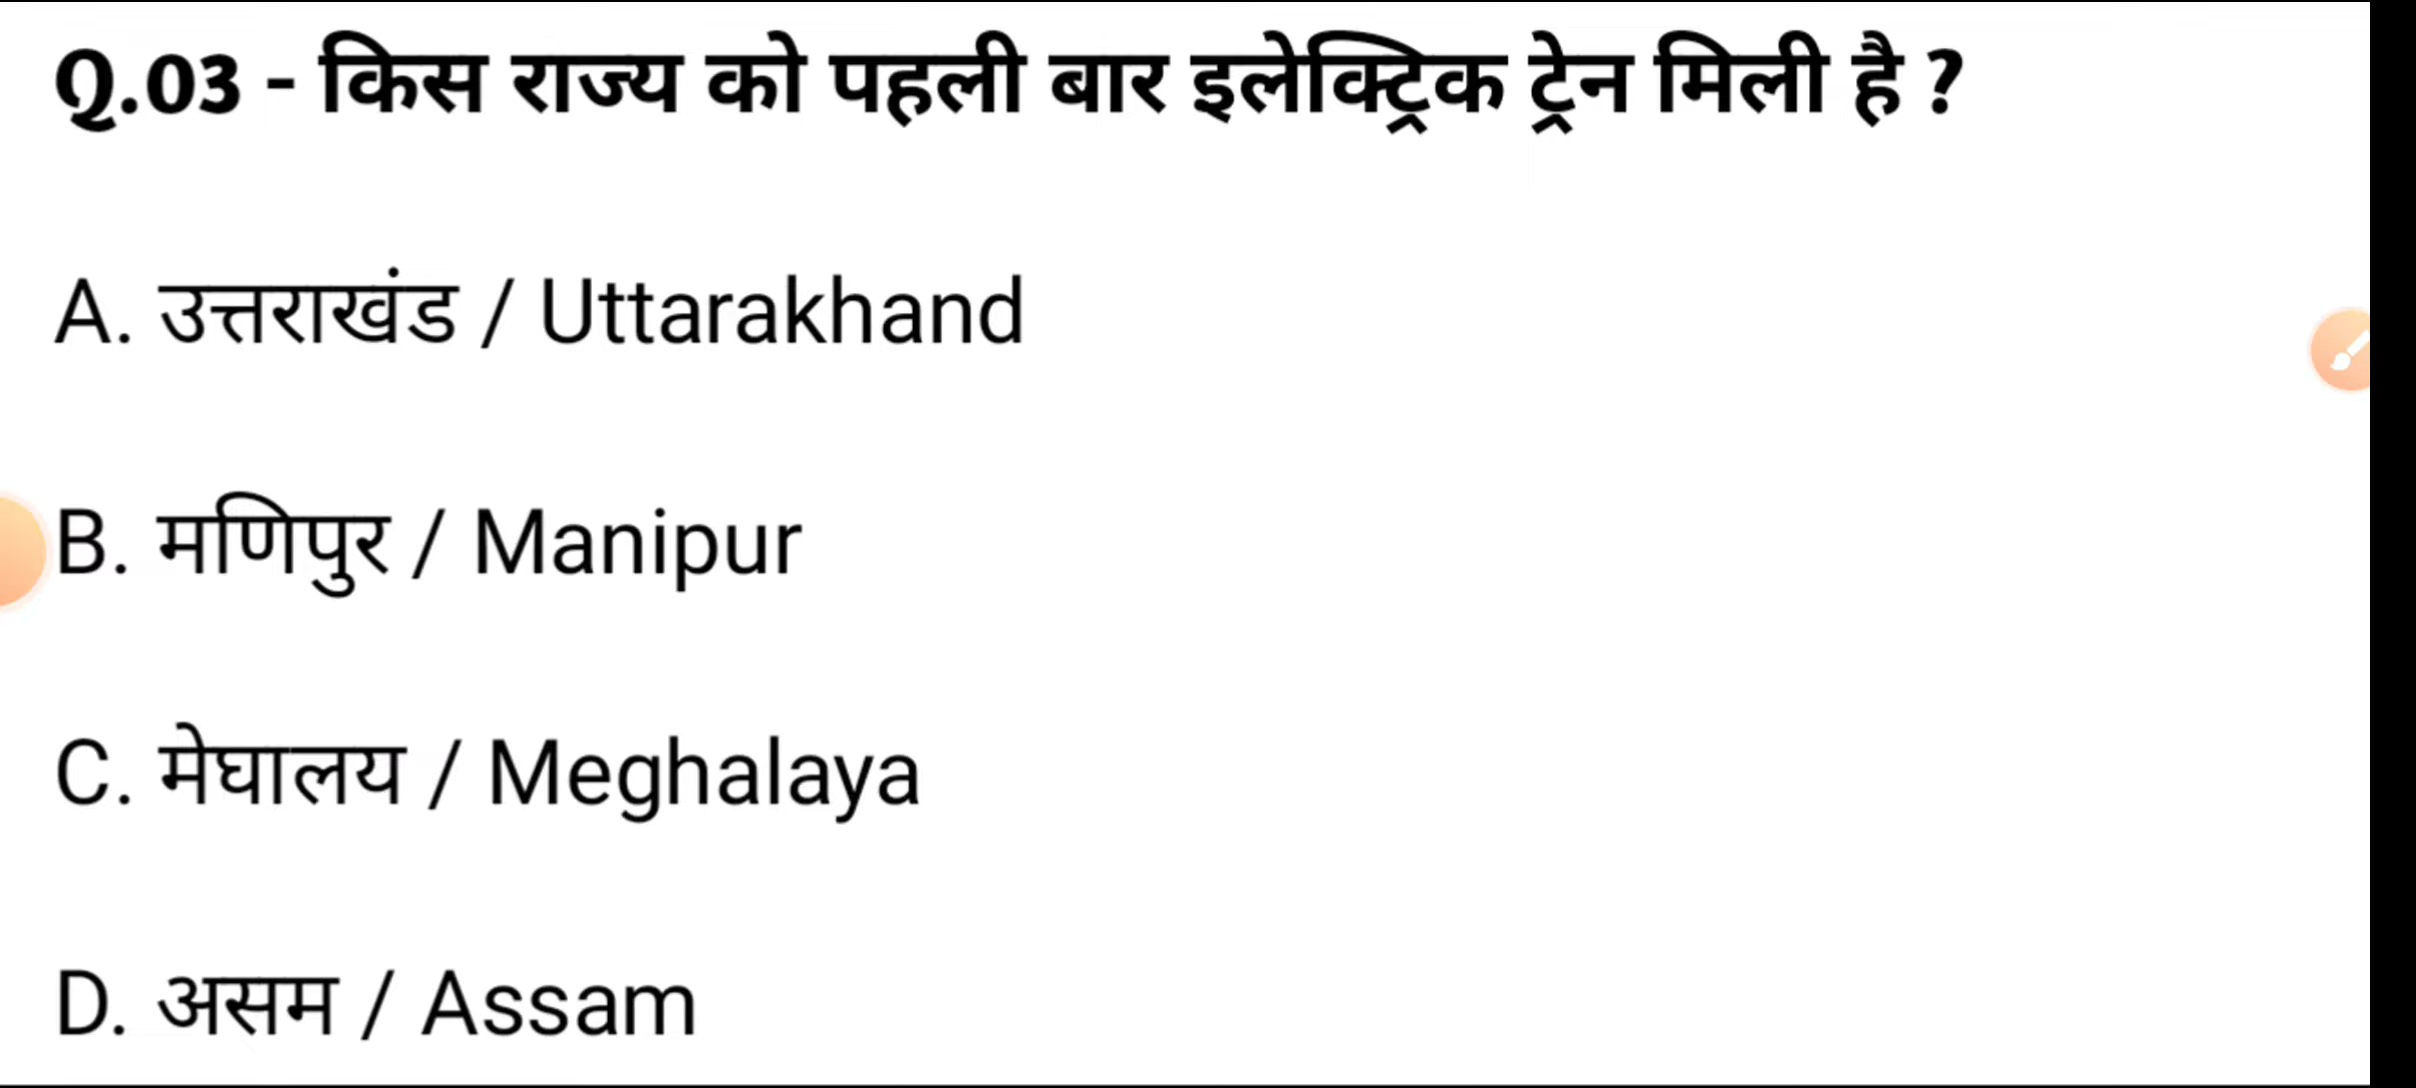 Q.03 - किस राज्य को पहली बार इलेक्ट्रिक ट्रेन मिली है ?
A. उत्तराखंड / Uttarakhand
B. मणिपुर / Manipur
C. मेघालय / Meghalaya
D. असम / Assam